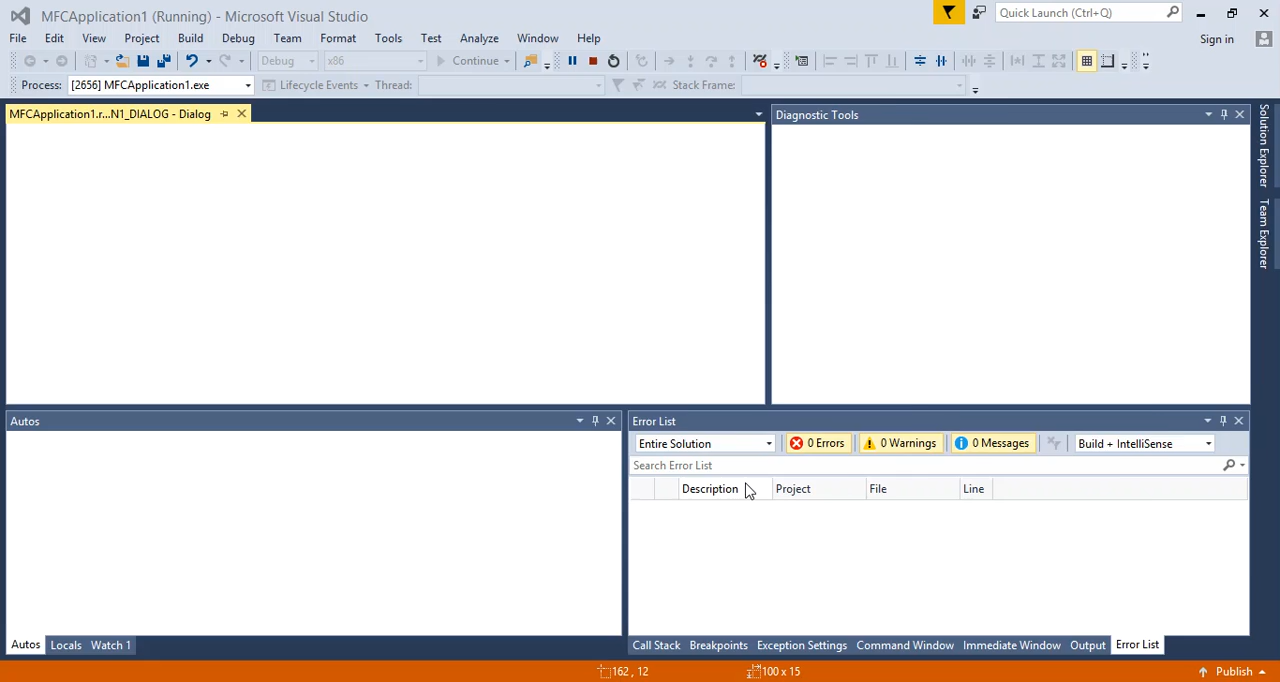 MFCApplication1 (Running) - Microsoft Visual Studio
Quick Launch (Ctrl+Q)
File Edit View Project Build Debug Team Format Tools Test Analyze Window Help
Sign in
Debug x86 Continue
Process: [2656] MFCApplication1.exe Lifecycle Events Thread: Stack Frame:
MFCApplication1.r...N1_DIALOG - Dialog
Diagnostic Tools
Solution Explorer
Team Explorer
Autos
Error List
Entire Solution 0 Errors 0 Warnings 0 Messages Build + IntelliSense
Search Error List
Description Project File Line
Autos Locals Watch 1
Call Stack Breakpoints Exception Settings Command Window Immediate Window Output Error List
162 , 12 100 x 15 Publish